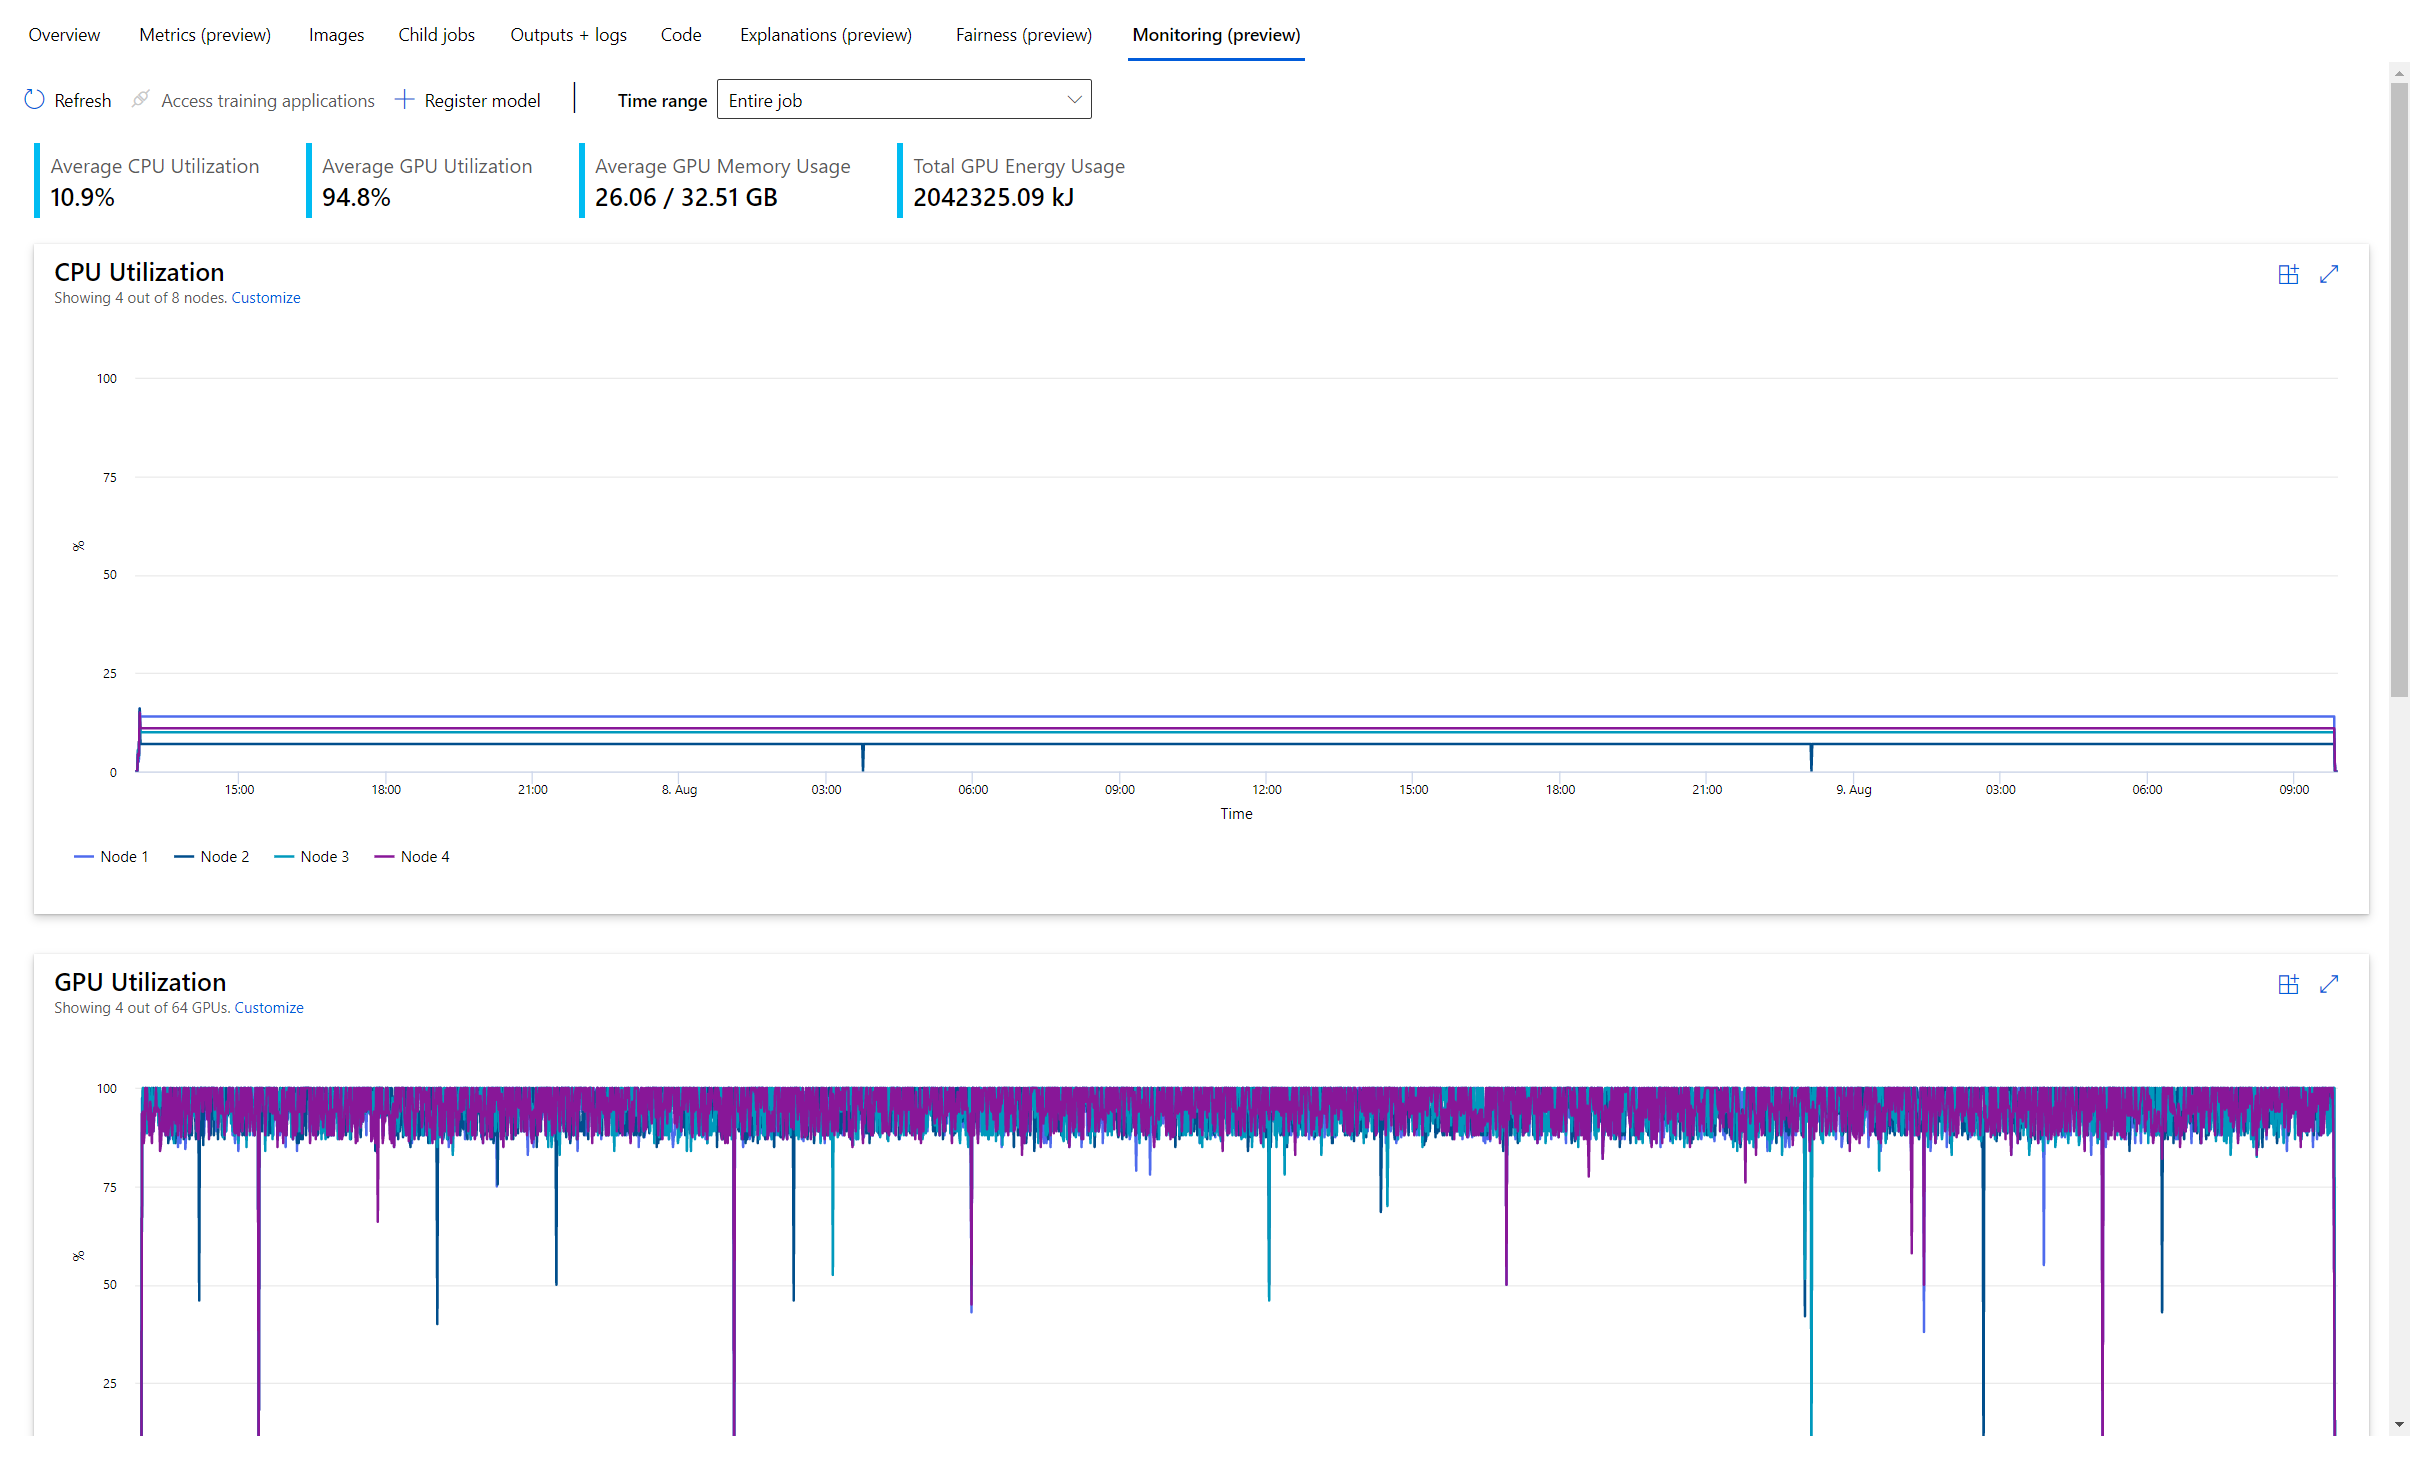 Overview Metrics (preview) Images Child jobs Outputs + logs Code Explanations (preview) Fairness (preview) Monitoring (preview)
Refresh Access training applications Register model Time range Entire job
Average CPU Utilization Average GPU Utilization Average GPU Memory Usage Total GPU Energy Usage
10.9% 94.8% 26.06 / 32.51 GB 2042325.09 kJ
CPU Utilization
Showing 4 out of 8 nodes. Customize
100
75
%
50
25
0
15:00 18:00 21:00 8. Aug 03:00 06:00 09:00 12:00 15:00 18:00 21:00 9. Aug 03:00 06:00 09:00
Time
Node 1 Node 2 Node 3 Node 4
GPU Utilization
Showing 4 out of 64 GPUs. Customize
100
75
%
50
25